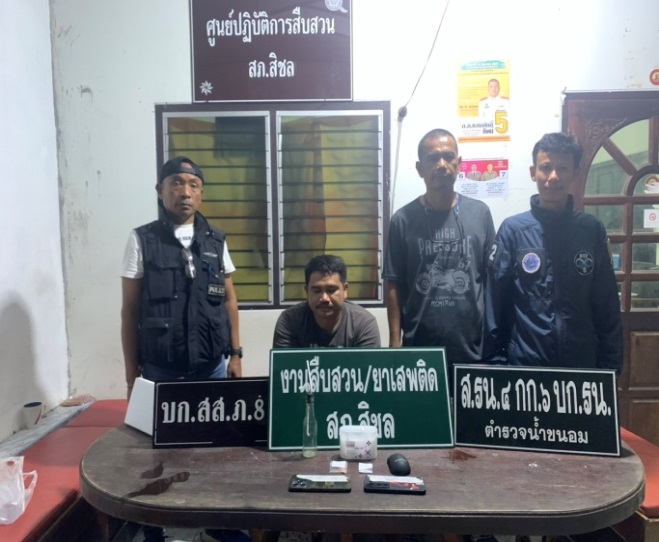 ศูนย์ปฏิบัติการสืบสวน
สภ.สิชล
5
POLICE
HIGH
บก.สส.ภ.8
งานสืบสวน/ยาเสพติด
สภ.สิชล
ส.รน.๔ กก.๖ บก.รน.
ตำรวจน้ำขนอม